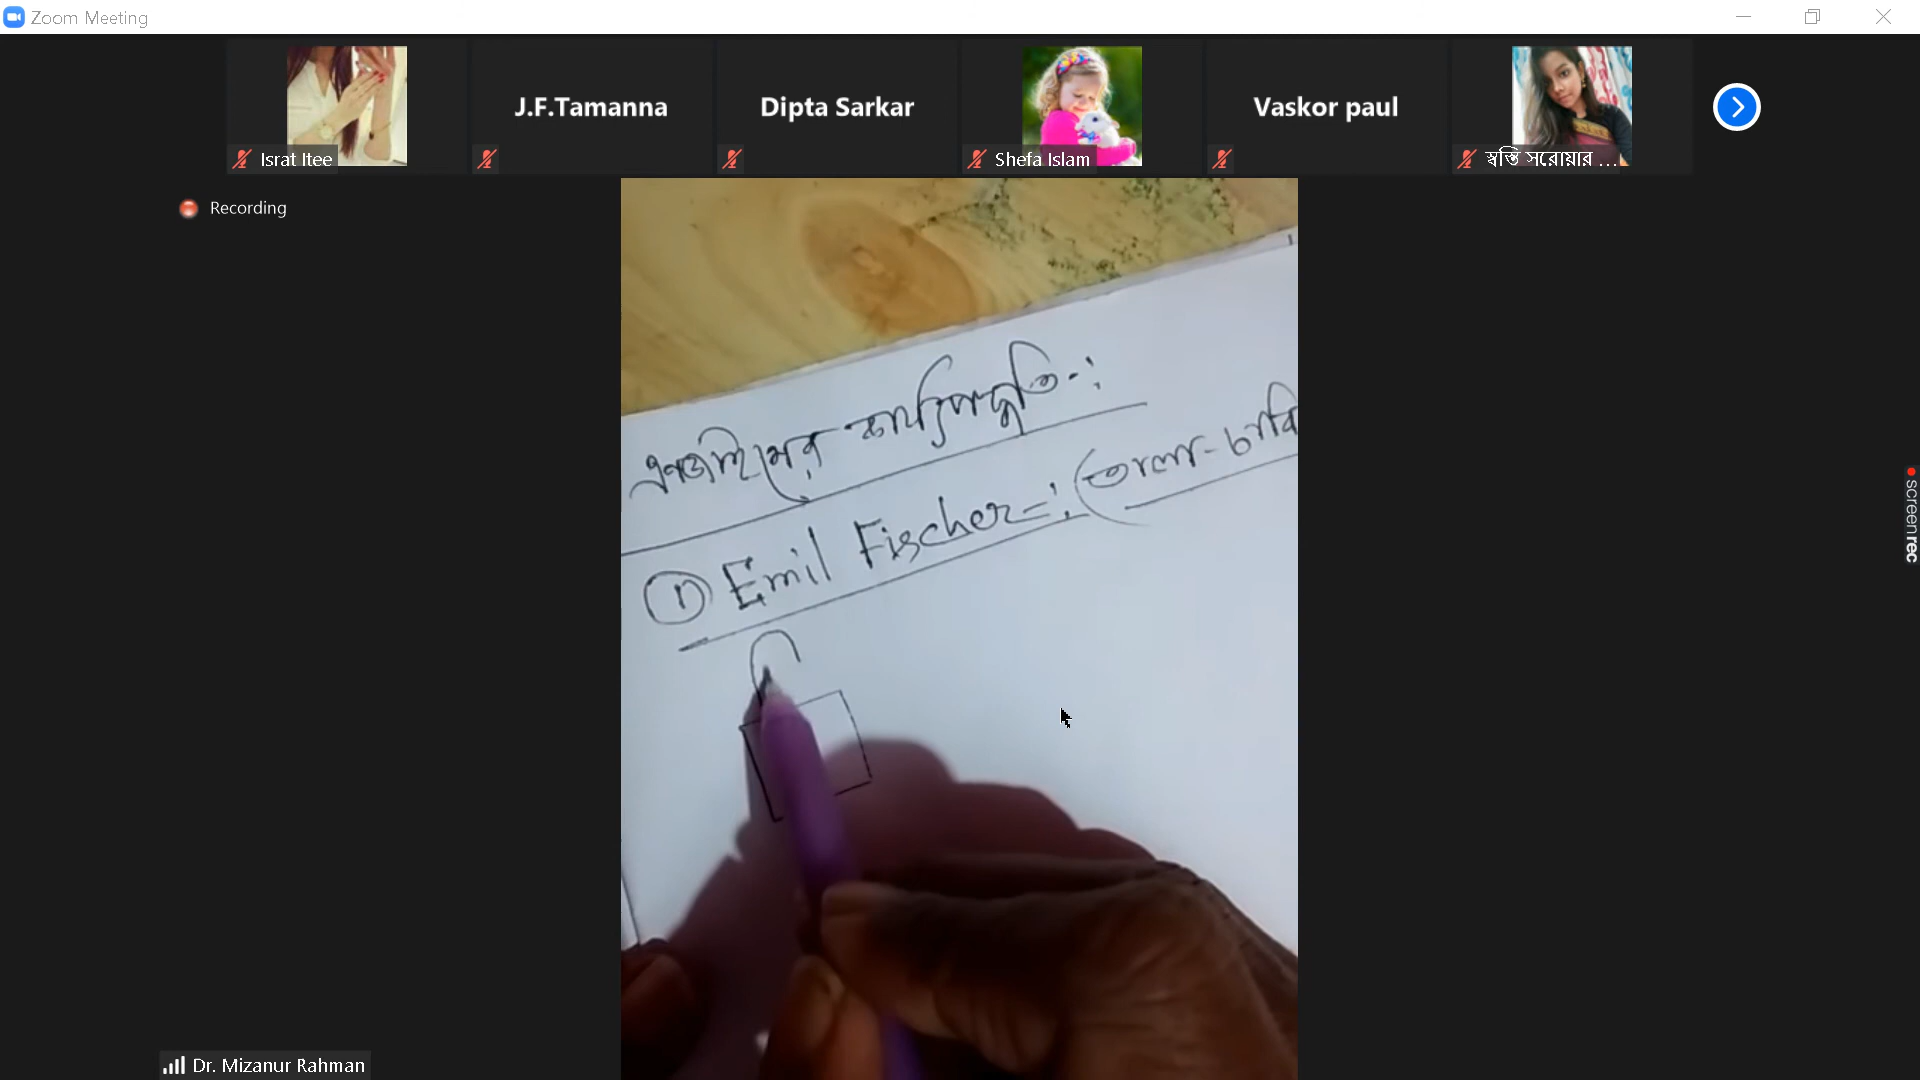 Zoom Meeting
J.F.Tamanna
Dipta Sarkar
Vaskor paul
Israt Itee
Shefa Islam
স্বস্তি সরোয়ার ...
Recording
এনজাইমের কার্যপদ্ধতি-:
① Emil Fischer-: (তালা-চাবি
Dr. Mizanur Rahman
screenrec